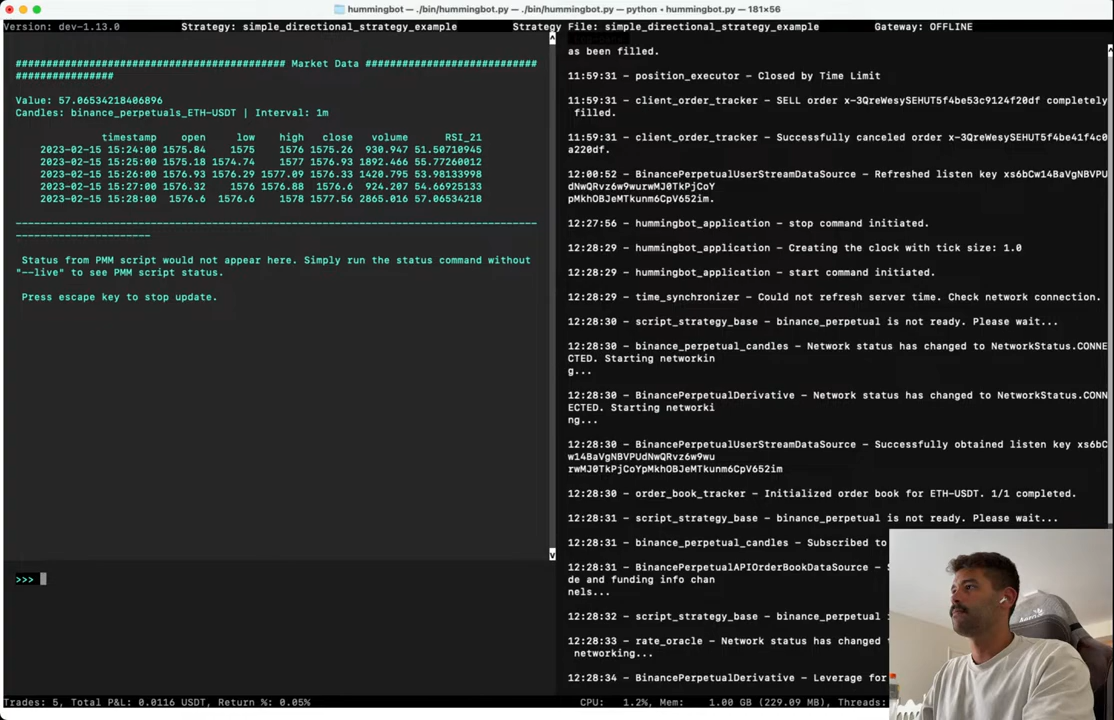 hummingbot — ./bin/hummingbot.py — ./bin/hummingbot.py — python • hummingbot.py — 181×56
Version: dev-1.13.0 Strategy: simple_directional_strategy_example Strategy File: simple_directional_strategy_example Gateway: OFFLINE
############################################ Market Data ############################
################
Value: 57.06534218406896
Candles: binance_perpetuals_ETH-USDT | Interval: 1m
timestamp open low high close volume RSI_21
2023-02-15 15:24:00 1575.84 1575 1576 1575.26 930.947 51.50710945
2023-02-15 15:25:00 1575.18 1574.74 1577 1576.93 1892.466 55.77260012
2023-02-15 15:26:00 1576.93 1576.29 1577.09 1576.33 1420.795 53.98133998
2023-02-15 15:27:00 1576.32 1576 1576.88 1576.6 924.207 54.66925133
2023-02-15 15:28:00 1576.6 1576.6 1578 1577.56 2865.016 57.06534218
-------------------------------------------------------------------------------------
----------------------
Status from PMM script would not appear here. Simply run the status command without
"--live" to see PMM script status.
Press escape key to stop update.
>>>
as been filled.
11:59:31 - position_executor - Closed by Time Limit
11:59:31 - client_order_tracker - SELL order x-3QreWesySEHUT5f4be53c9124f20df completely
filled.
11:59:31 - client_order_tracker - Successfully canceled order x-3QreWesySEHUT5f4be41f4c0
a220df.
12:00:52 - BinancePerpetualUserStreamDataSource - Refreshed listen key xs6bCw14BaVgNBVPU
dNwQRvz6w9wurwMJ0TkPjCoY
pMkhOBJeMTkunm6CpV652im.
12:27:56 - hummingbot_application - stop command initiated.
12:28:29 - hummingbot_application - Creating the clock with tick size: 1.0
12:28:29 - hummingbot_application - start command initiated.
12:28:29 - time_synchronizer - Could not refresh server time. Check network connection.
12:28:30 - script_strategy_base - binance_perpetual is not ready. Please wait...
12:28:30 - binance_perpetual_candles - Network status has changed to NetworkStatus.CONNE
CTED. Starting networkin
g...
12:28:30 - BinancePerpetualDerivative - Network status has changed to NetworkStatus.CONN
ECTED. Starting networki
ng...
12:28:30 - BinancePerpetualUserStreamDataSource - Successfully obtained listen key xs6bC
w14BaVgNBVPUdNwQRvz6w9wu
rwMJ0TkPjCoYpMkhOBJeMTkunm6CpV652im
12:28:30 - order_book_tracker - Initialized order book for ETH-USDT. 1/1 completed.
12:28:31 - script_strategy_base - binance_perpetual is not ready. Please wait...
12:28:31 - binance_perpetual_candles - Subscribed to
12:28:31 - BinancePerpetualAPIOrderBookDataSource - S
de and funding info chan
nels...
12:28:32 - script_strategy_base - binance_perpetual i
12:28:33 - rate_oracle - Network status has changed t
networking...
12:28:34 - BinancePerpetualDerivative - Leverage for
Trades: 5, Total P&L: 0.0116 USDT, Return %: 0.05% CPU: 1.2%, Mem: 1.00 GB (229.09 MB), Threads: